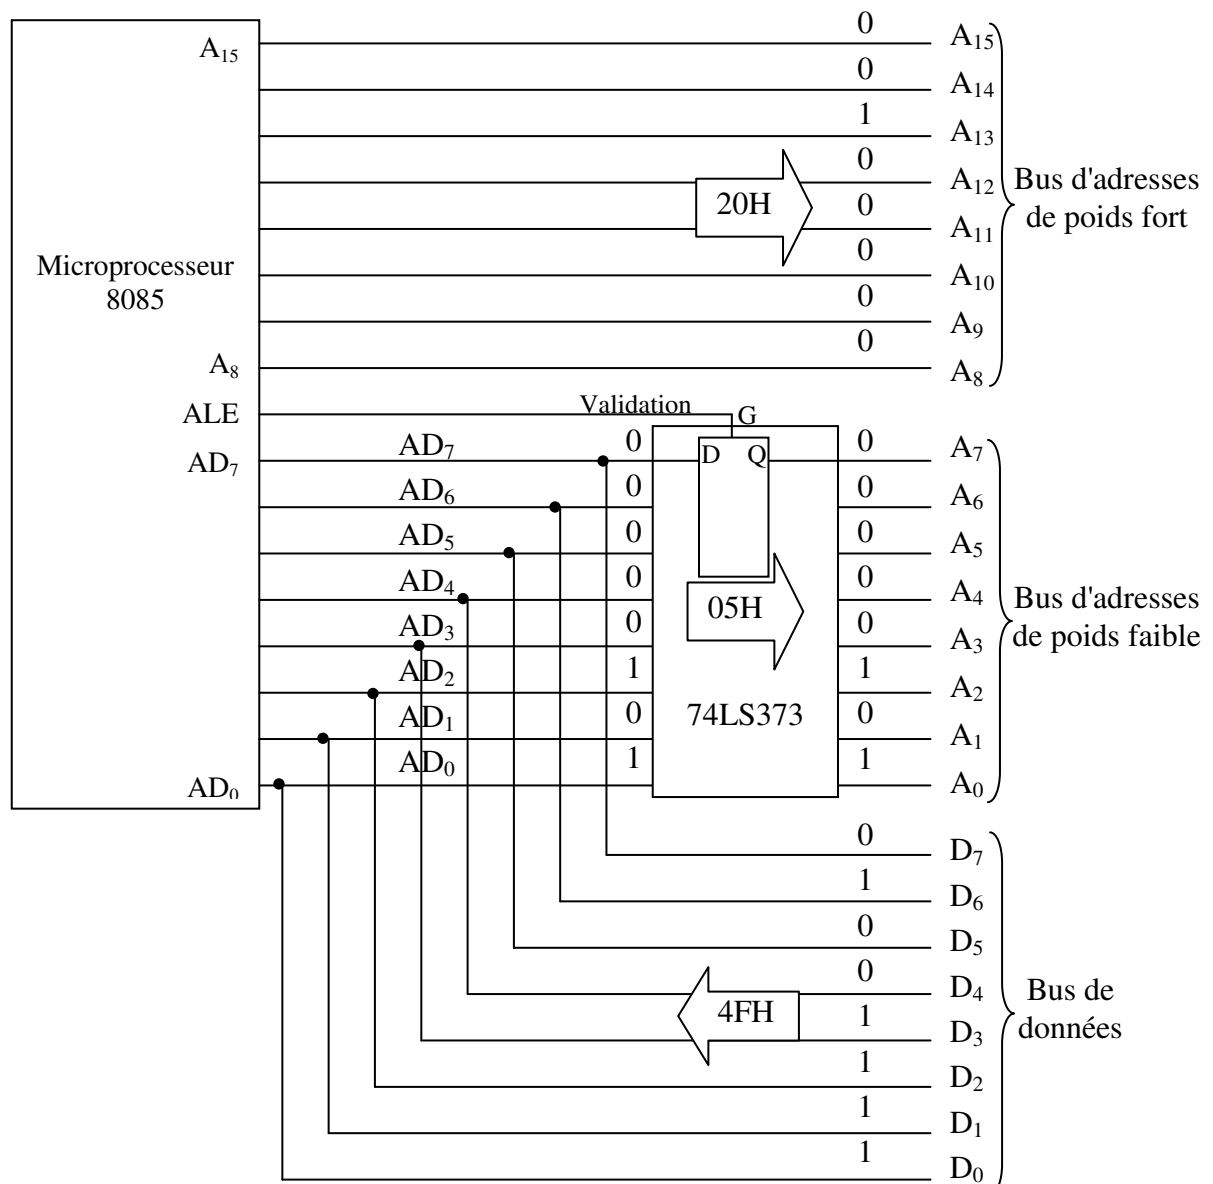 A15
0 A15
0 A14
1 A13
0 A12
0 A11
0 A10
0 A9
0 A8
20H
Bus d'adresses
de poids fort
Microprocesseur
8085
A8
ALE
Validation
G
AD7
AD7 0
D Q
0 A7
AD6 0
0 A6
AD5 0
0 A5
AD4 0
0 A4
AD3 0
0 A3
AD2 1
1 A2
AD1 0
0 A1
AD0 1
1 A0
AD0
05H
74LS373
Bus d'adresses
de poids faible
0 D7
1 D6
0 D5
0 D4
1 D3
1 D2
1 D1
1 D0
4FH
Bus de
données